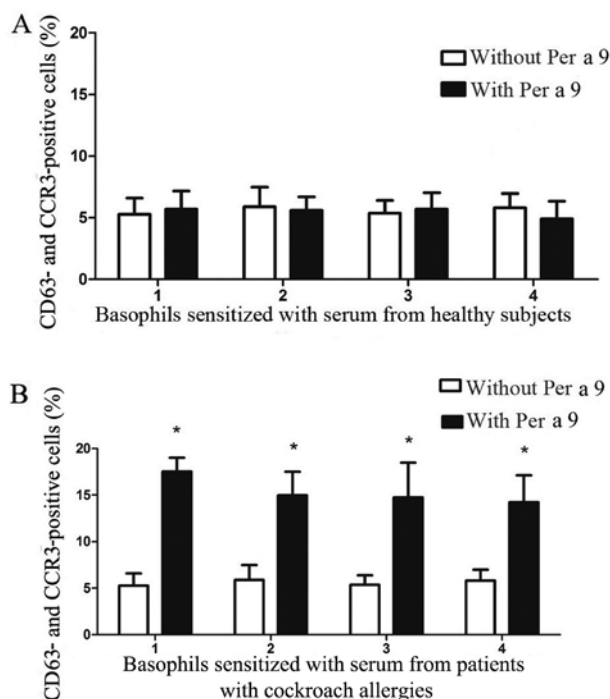 A
CD63- and CCR3-positive cells (%)
Without Per a 9
With Per a 9
20
15
10
5
0
1 2 3 4
Basophils sensitized with serum from healthy subjects
B
CD63- and CCR3-positive cells (%)
Without Per a 9
With Per a 9
20
15
10
5
0
* * * *
1 2 3 4
Basophils sensitized with serum from patients
with cockroach allergies